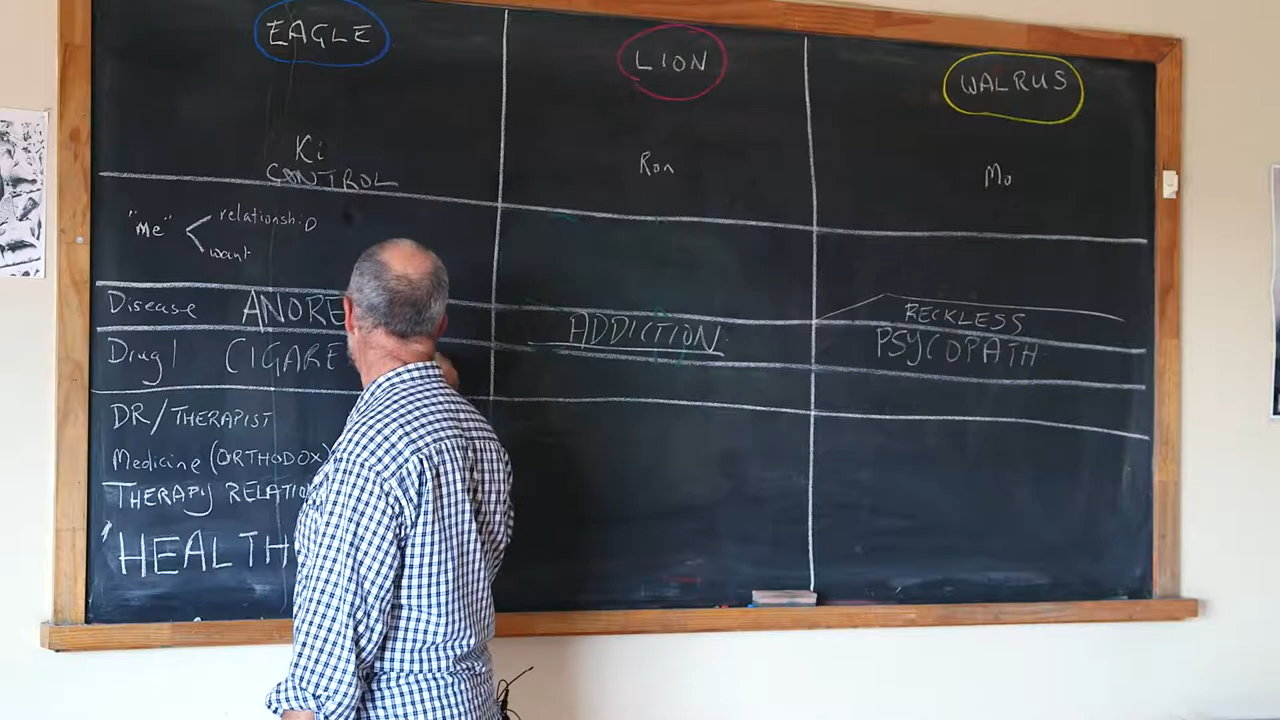 EAGLE
LION
WALRUS
Ki
CONTROL
Ron
Mo
"Me"
relationship
want
Disease ANORE
ADDICTION
RECKLESS
PSYCOPATH
Drug CIGARE
DR/THERAPIST
Medicine (ORTHODOX)
THERAPY RELATIO
'HEALTH